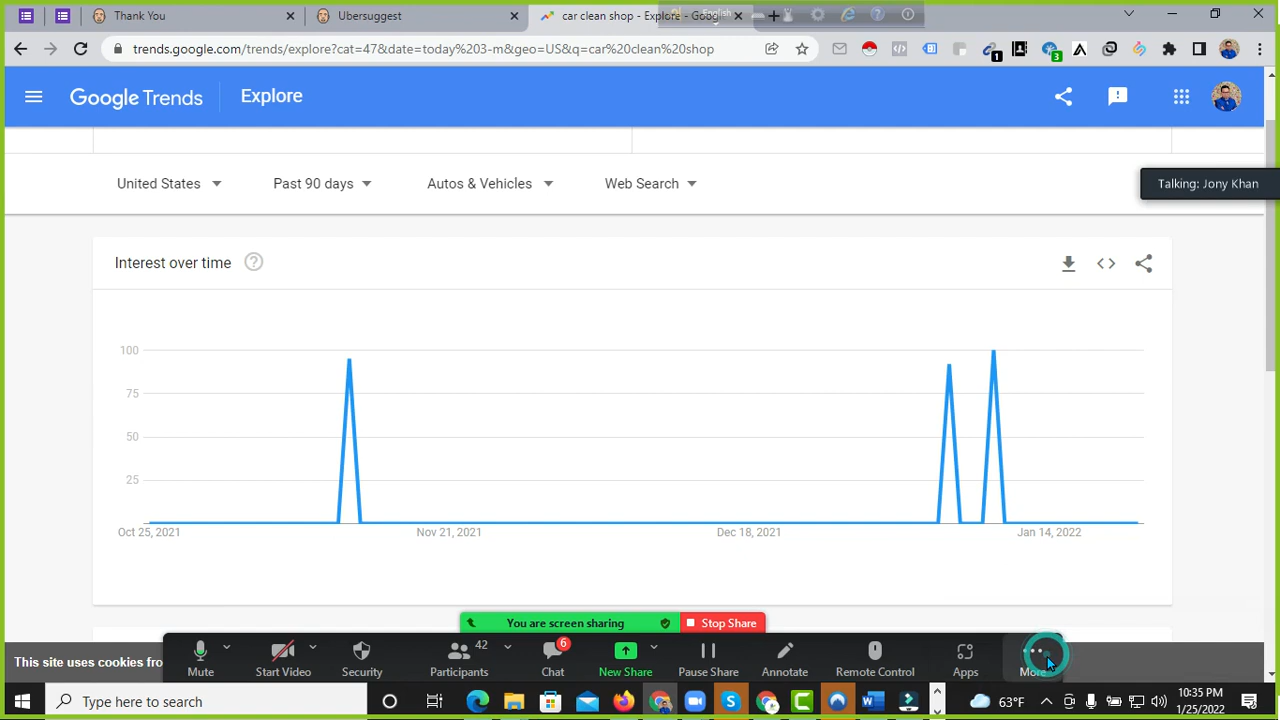 Thank You
Ubersuggest
car clean shop - Explore - Goog
English
trends.google.com/trends/explore?cat=47&date=today%203-m&geo=US&q=car%20clean%20shop
1
3
Google Trends
Explore
United States
Past 90 days
Autos & Vehicles
Web Search
Talking: Jony Khan
Interest over time
100
75
50
25
Oct 25, 2021
Nov 21, 2021
Dec 18, 2021
Jan 14, 2022
You are screen sharing
Stop Share
This site uses cookies fro
42
6
Mute
Start Video
Security
Participants
Chat
New Share
Pause Share
Annotate
Remote Control
Apps
More
Type here to search
63°F
10:35 PM
1/25/2022